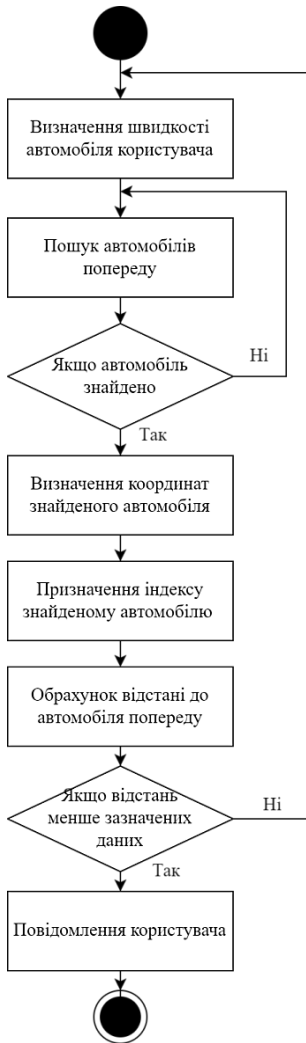 Визначення швидкості
автомобіля користувача
Пошук автомобілів
попереду
Якщо автомобіль
знайдено
Ні
Так
Визначення координат
знайденого автомобіля
Призначення індексу
знайденому автомобілю
Обрахунок відстані до
автомобіля попереду
Якщо відстань
менше зазначених
даних
Ні
Так
Повідомлення користувача